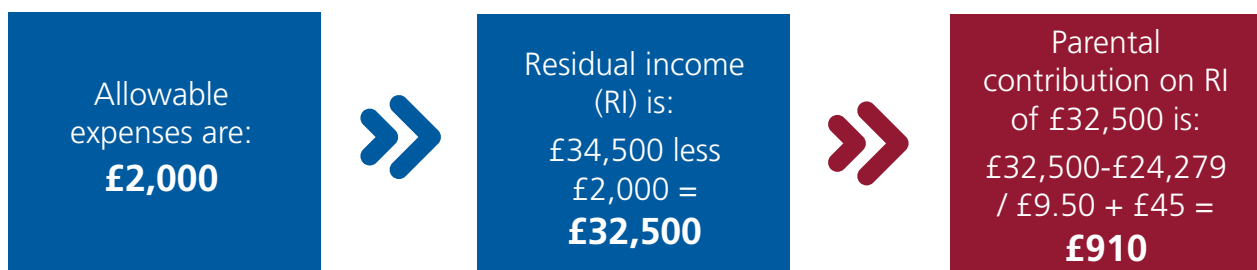 Allowable
expenses are:
£2,000
Residual income
(RI) is:
£34,500 less
£2,000 =
£32,500
Parental
contribution on RI
of £32,500 is:
£32,500-£24,279
/ £9.50 + £45 =
£910